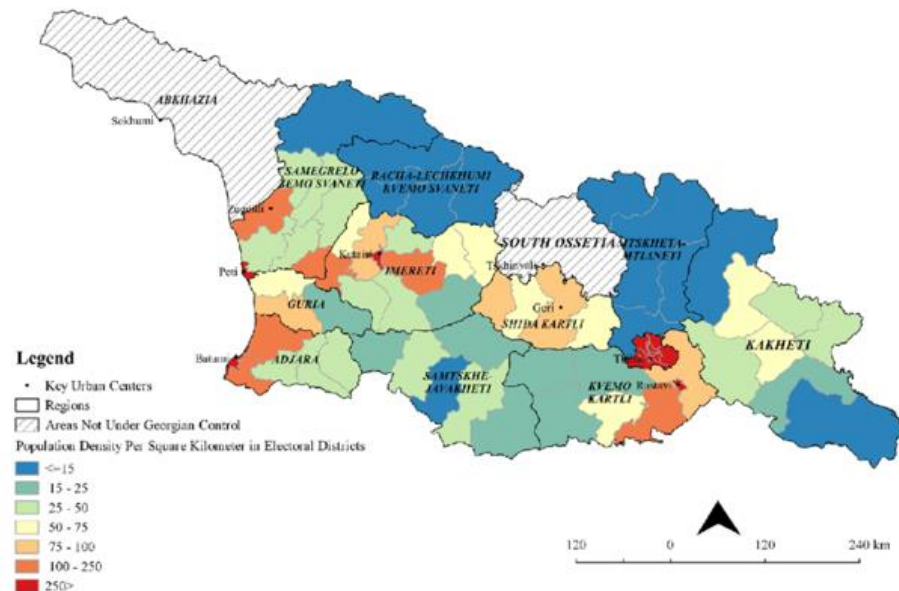 ABKHAZIA
Sokhumi
SAMEGRELO
ZEMO SVANETI
RACHA-LECHKHUMI
KVEMO SVANETI
Zugdidi
SOUTH OSSETIA
MTSKHETA-
MTIANETI
Kutaisi
IMERETI
Tskhinvali
Poti
GURIA
Gori
SHIDA KARTLI
KAKHETI
Batumi
ADJARA
SAMTSKHE-
JAVAKHETI
KVEMO
KARTLI
Rustavi
Legend
Key Urban Centers
Regions
Areas Not Under Georgian Control
Population Density Per Square Kilometer in Electoral Districts
<=15
15 - 25
25 - 50
50 - 75
75 - 100
100 - 250
250>
120 0 120 240 km